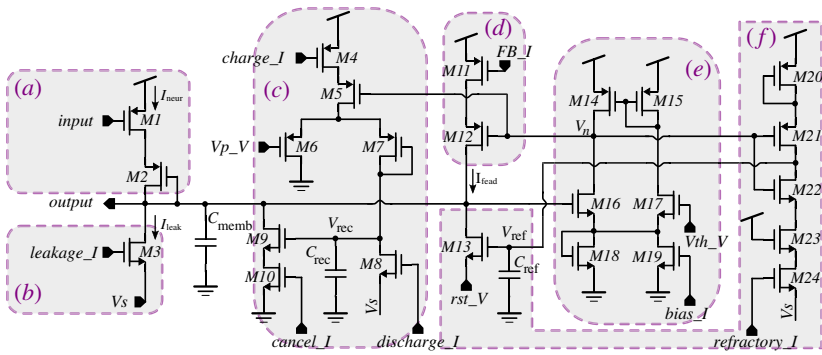 (a)
I_neur
input
M1
M2
output
I_leak
leakage_I
M3
(b)
Vs
C_memb
charge_I
M4
(c)
M5
Vp_V
M6
M7
V_rec
M9
C_rec
M8
M10
Vs
cancel_I
discharge_I
(d)
M11
FB_I
M12
I_fead
M13
V_ref
C_ref
rst_V
(e)
M14
M15
V_n
M16
M17
Vth_V
M18
M19
bias_I
(f)
M20
M21
M22
M23
M24
Vs
refractory_I